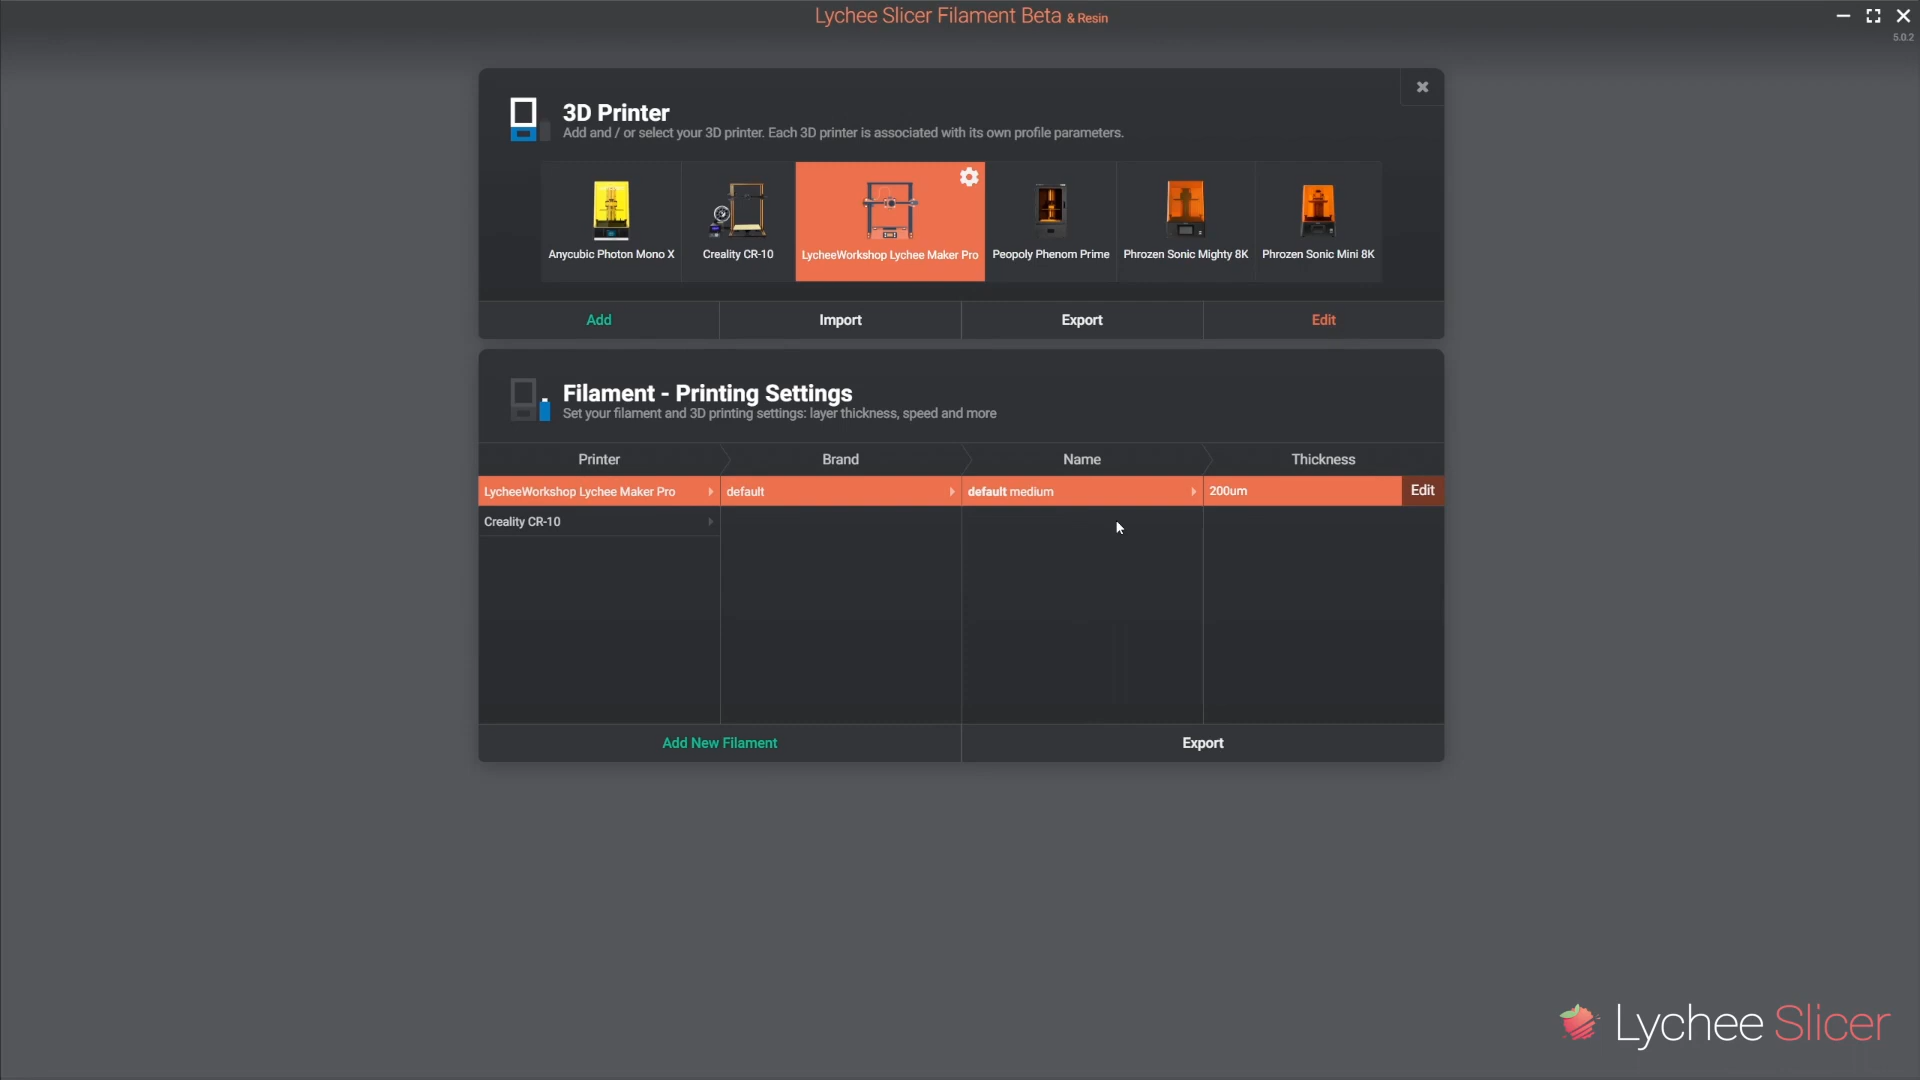 Lychee Slicer Filament Beta & Resin
5.0.2
3D Printer
Add and / or select your 3D printer. Each 3D printer is associated with its own profile parameters.
Anycubic Photon Mono X
Creality CR-10
LycheeWorkshop Lychee Maker Pro
Peopoly Phenom Prime
Phrozen Sonic Mighty 8K
Phrozen Sonic Mini 8K
Add
Import
Export
Edit
Filament - Printing Settings
Set your filament and 3D printing settings: layer thickness, speed and more
Printer
Brand
Name
Thickness
LycheeWorkshop Lychee Maker Pro
default
default medium
200um
Edit
Creality CR-10
Add New Filament
Export
Lychee Slicer